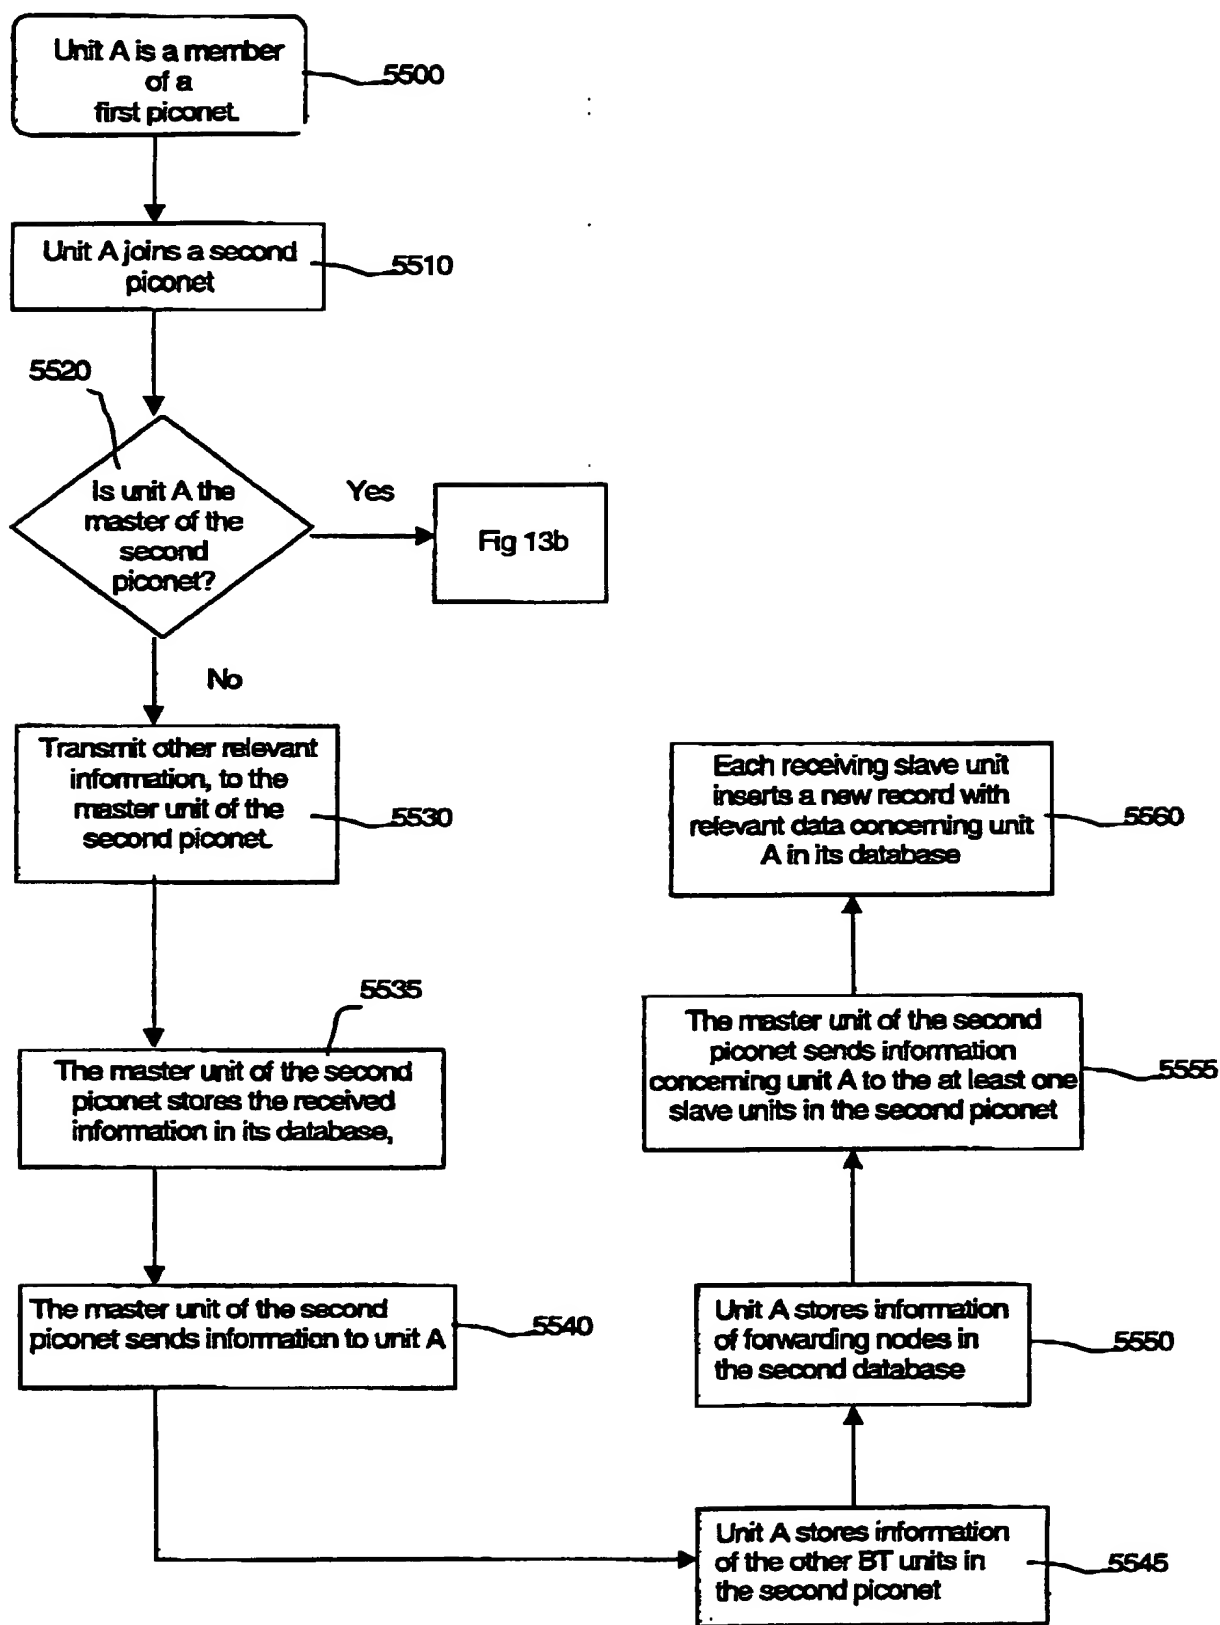 Unit A is a member
of a
first piconet.
5500
Unit A joins a second
piconet
5510
5520
Is unit A the
master of the
second
piconet?
Yes
Fig 13b
No
Transmit other relevant
information, to the
master unit of the
second piconet.
5530
5535
The master unit of the second
piconet stores the received
information in its database,
The master unit of the second
piconet sends information to unit A
5540
Unit A stores information
of the other BT units in
the second piconet
5545
Unit A stores information
of forwarding nodes in
the second database
5550
The master unit of the second
piconet sends information
concerning unit A to the at least one
slave units in the second piconet
5555
Each receiving slave unit
inserts a new record with
relevant data concerning unit
A in its database
5560